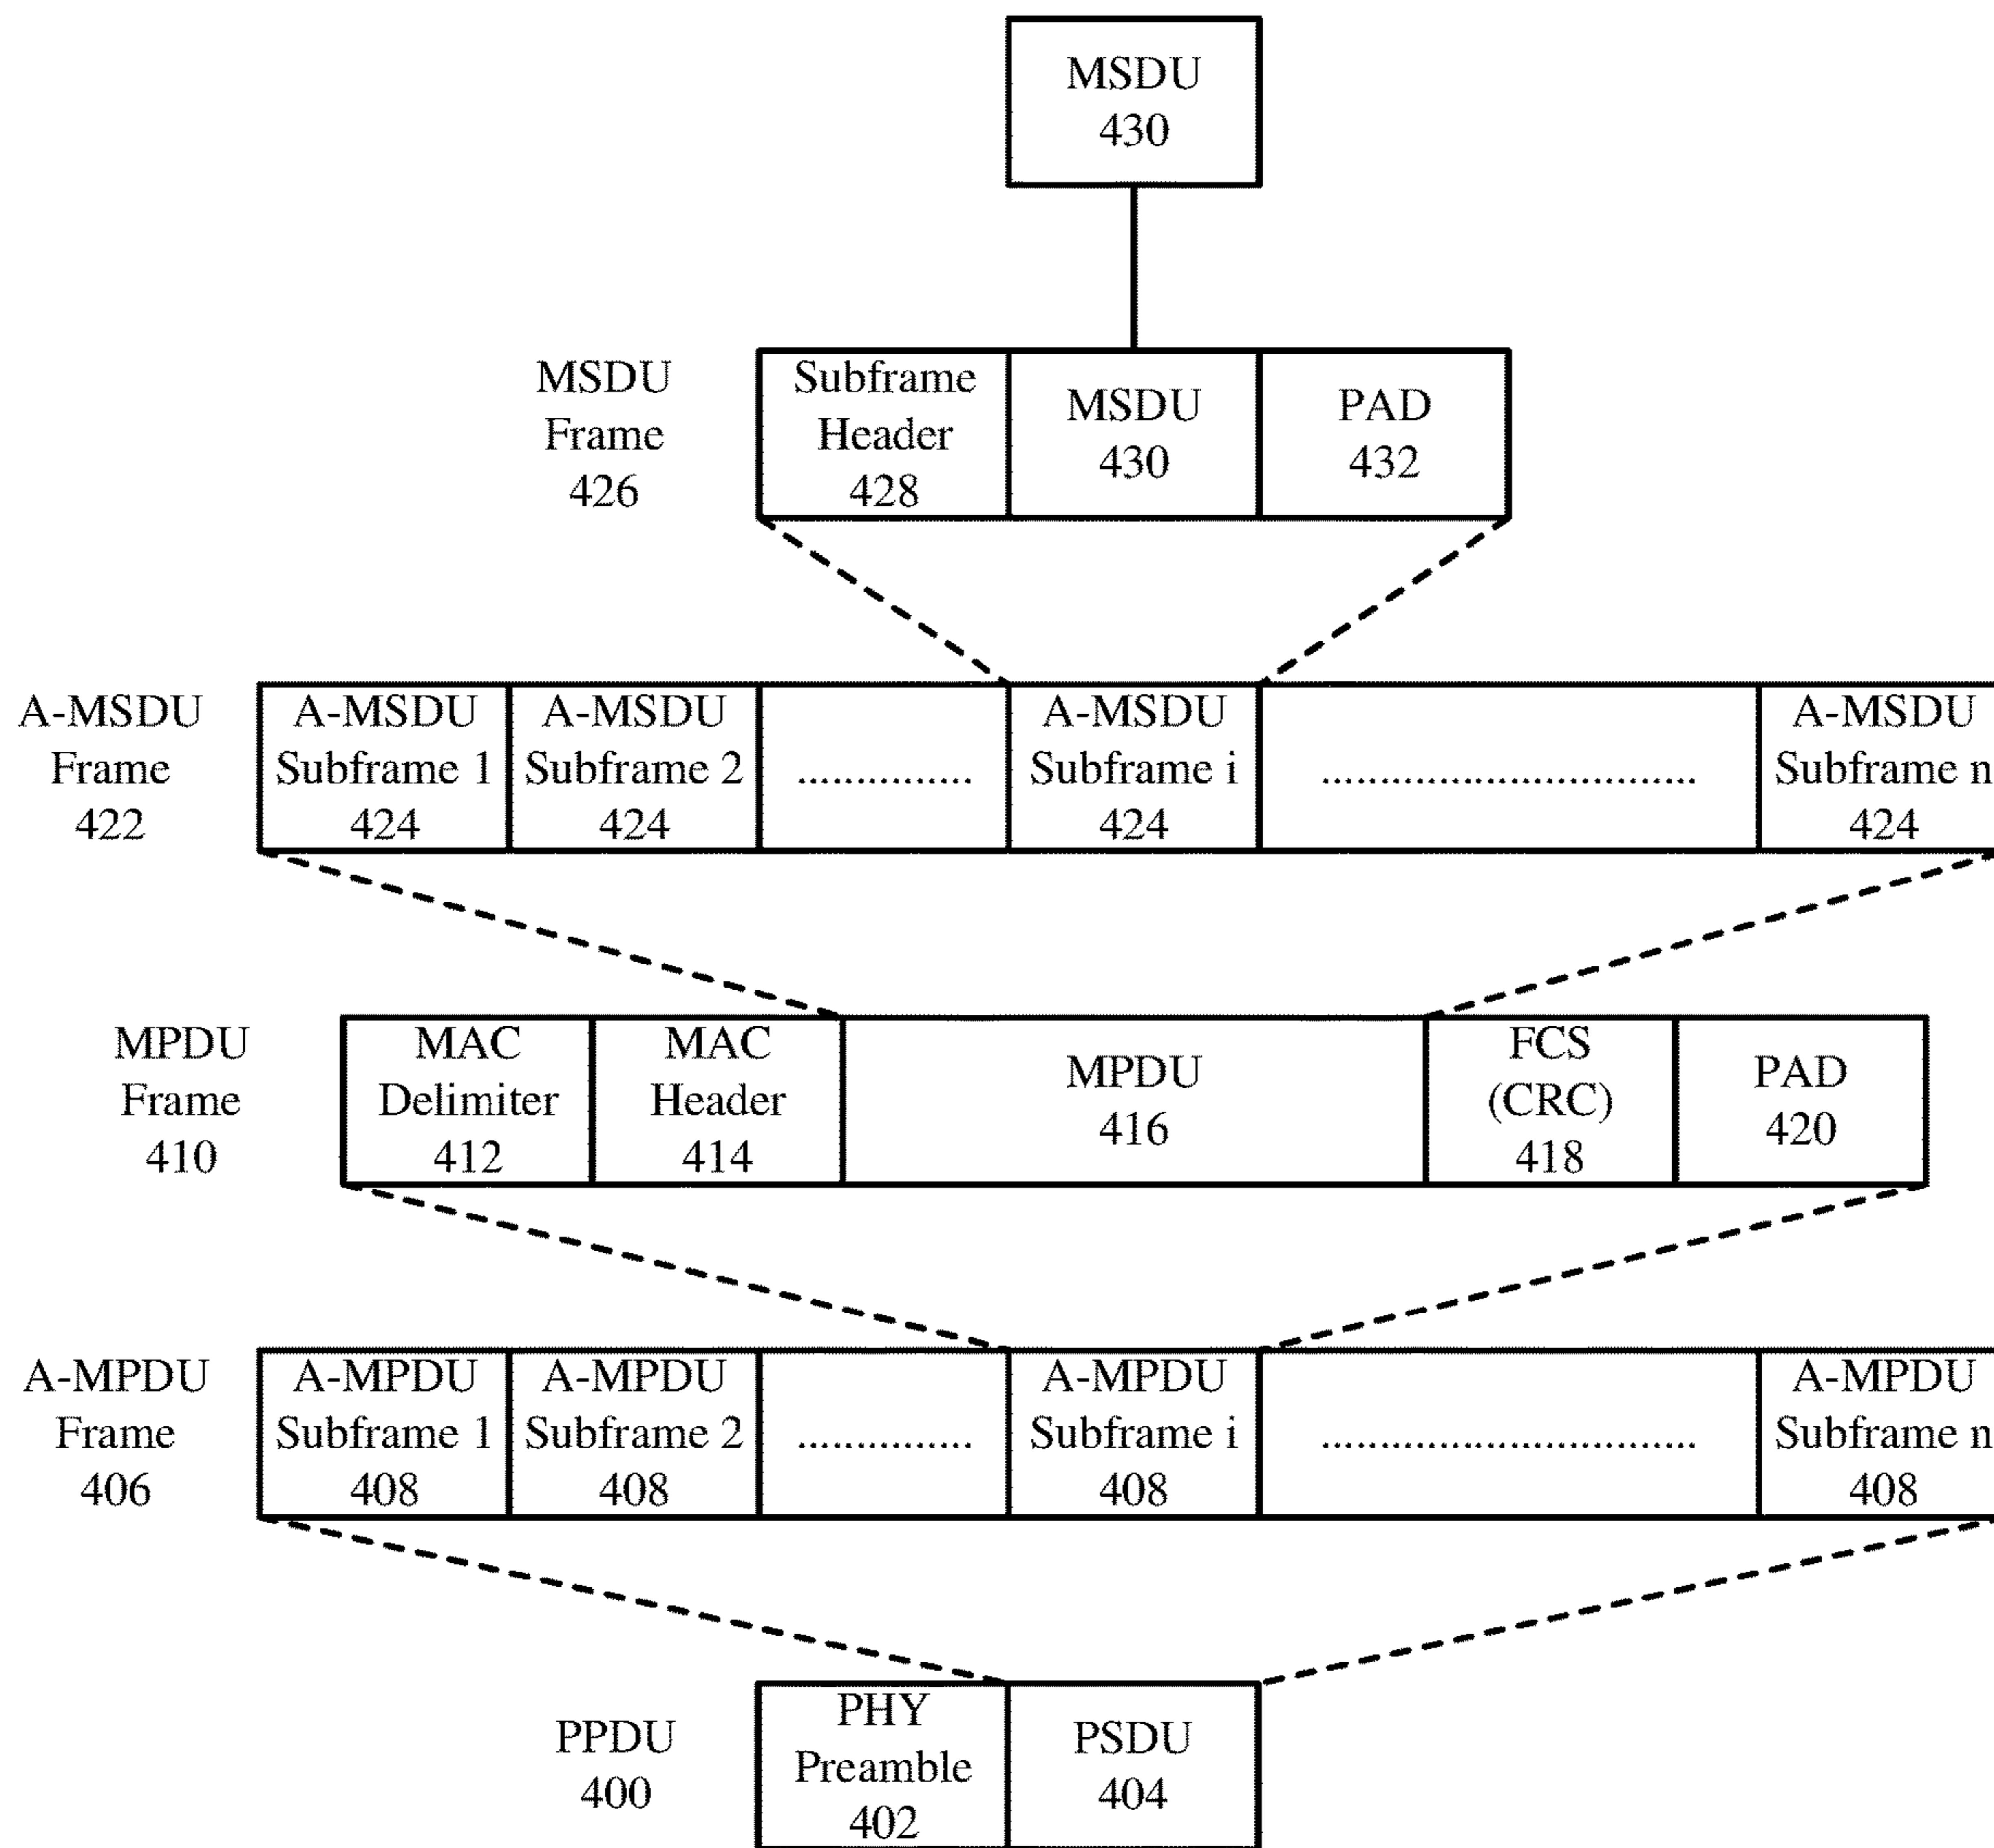 MSDU
430
MSDU
Frame
426
Subframe
Header
428
MSDU
430
PAD
432
A-MSDU
Frame
422
A-MSDU
Subframe 1
424
A-MSDU
Subframe 2
424
...............
A-MSDU
Subframe i
424
................................
A-MSDU
Subframe n
424
MPDU
Frame
410
MAC
Delimiter
412
MAC
Header
414
MPDU
416
FCS
(CRC)
418
PAD
420
A-MPDU
Frame
406
A-MPDU
Subframe 1
408
A-MPDU
Subframe 2
408
...............
A-MPDU
Subframe i
408
................................
A-MPDU
Subframe n
408
PPDU
400
PHY
Preamble
402
PSDU
404